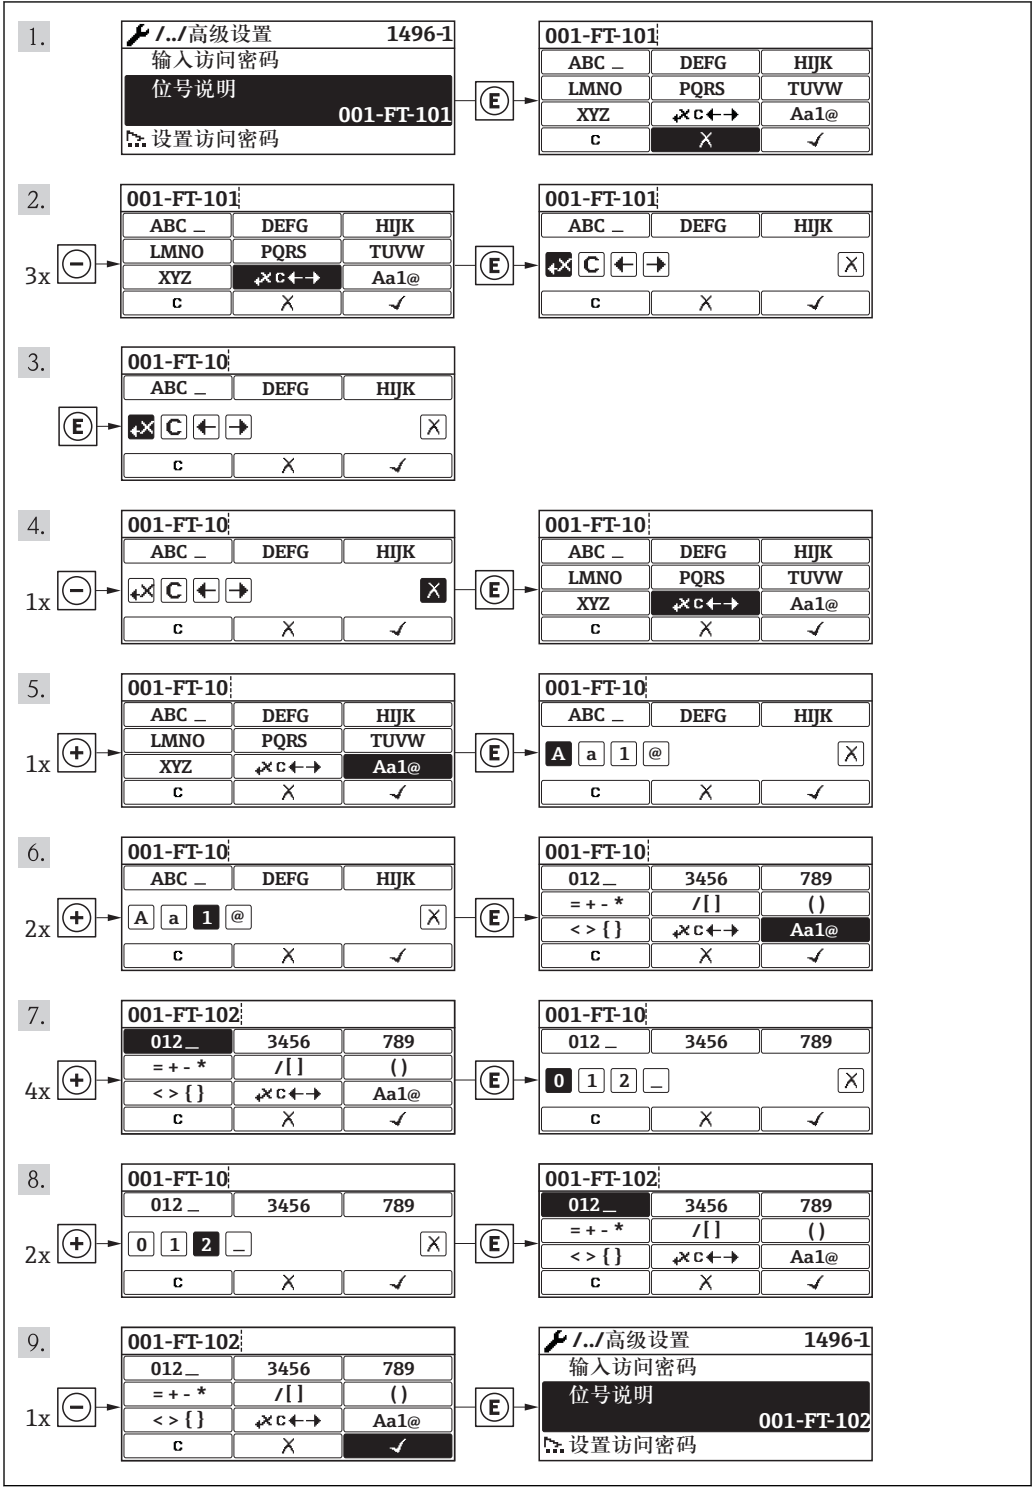 1.
/../高级设置 1496-1
输入访问密码
位号说明
001-FT-101
设置访问密码
E
001-FT-101
ABC _ DEFG HIJK
LMNO PQRS TUVW
XYZ C←→ Aa1@
C X ✓
2.
3x −
001-FT-101
ABC _ DEFG HIJK
LMNO PQRS TUVW
XYZ C←→ Aa1@
C X ✓
E
001-FT-101
ABC _ DEFG HIJK
C ← → X
C X ✓
3.
E
001-FT-10
ABC _ DEFG HIJK
C ← → X
C X ✓
4.
1x −
001-FT-10
ABC _ DEFG HIJK
C ← → X
C X ✓
E
001-FT-10
ABC _ DEFG HIJK
LMNO PQRS TUVW
XYZ C←→ Aa1@
C X ✓
5.
1x +
001-FT-10
ABC _ DEFG HIJK
LMNO PQRS TUVW
XYZ C←→ Aa1@
C X ✓
E
001-FT-10
ABC _ DEFG HIJK
A a 1 @ X
C X ✓
6.
2x +
001-FT-10
ABC _ DEFG HIJK
A a 1 @ X
C X ✓
E
001-FT-10
012_ 3456 789
= + - * / [ ] ( )
< > { } C←→ Aa1@
C X ✓
7.
4x +
001-FT-102
012_ 3456 789
= + - * / [ ] ( )
< > { } C←→ Aa1@
C X ✓
E
001-FT-10
012 _ 3456 789
0 1 2 _ X
C X ✓
8.
2x +
001-FT-10
012 _ 3456 789
0 1 2 _ X
C X ✓
E
001-FT-102
012_ 3456 789
= + - * / [ ] ( )
< > { } C←→ Aa1@
C X ✓
9.
1x −
001-FT-102
012_ 3456 789
= + - * / [ ] ( )
< > { } C←→ Aa1@
C X ✓
E
/../高级设置 1496-1
输入访问密码
位号说明
001-FT-102
设置访问密码